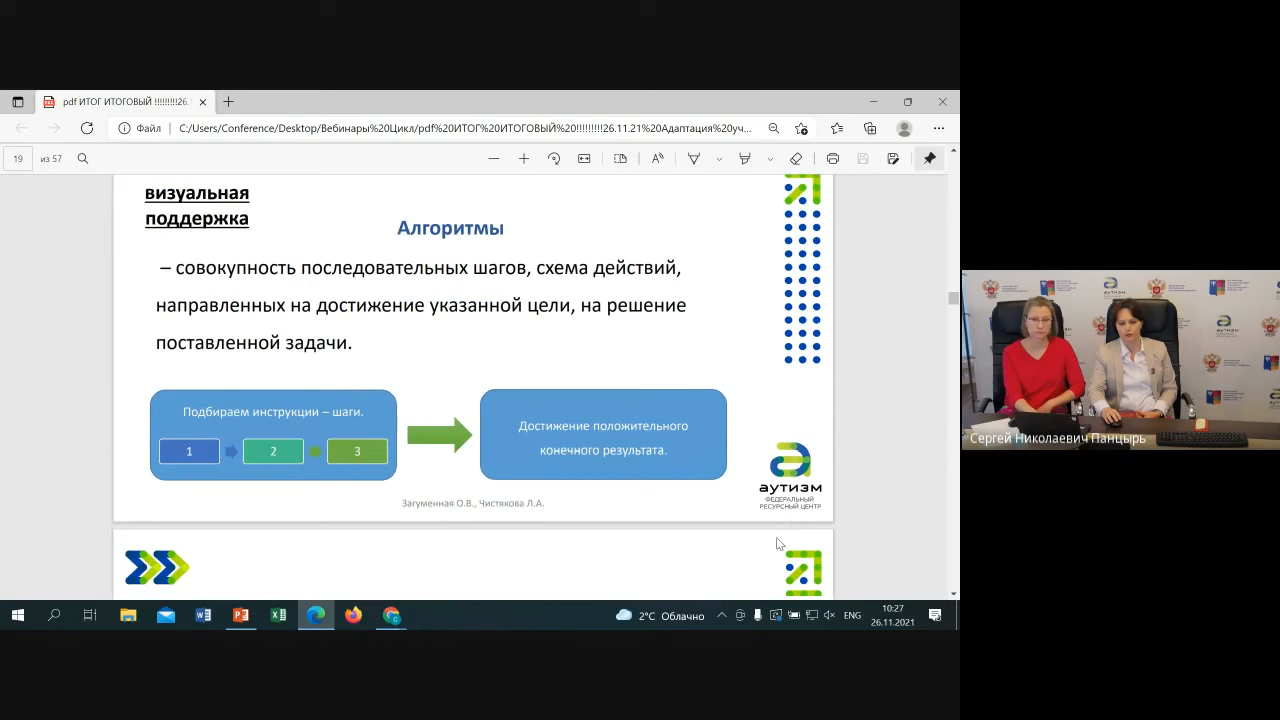 pdf ИТОГ ИТОГОВЫЙ !!!!!!!!!26.
Файл
C:/Users/Conference/Desktop/Вебинары%20Цикл/pdf%20ИТОГ%20ИТОГОВЫЙ%20!!!!!!!!!26.11.21%20Адаптация%20уч...
19
из 57
визуальная
поддержка
Алгоритмы
– совокупность последовательных шагов, схема действий,
направленных на достижение указанной цели, на решение
поставленной задачи.
Подбираем инструкции – шаги.
1
2
3
Достижение положительного
конечного результата.
аутизм
ФЕДЕРАЛЬНЫЙ
РЕСУРСНЫЙ ЦЕНТР
Загуменная О.В., Чистякова Л.А.
Сергей Николаевич Панцырь
2°C Облачно
ENG
10:27
26.11.2021